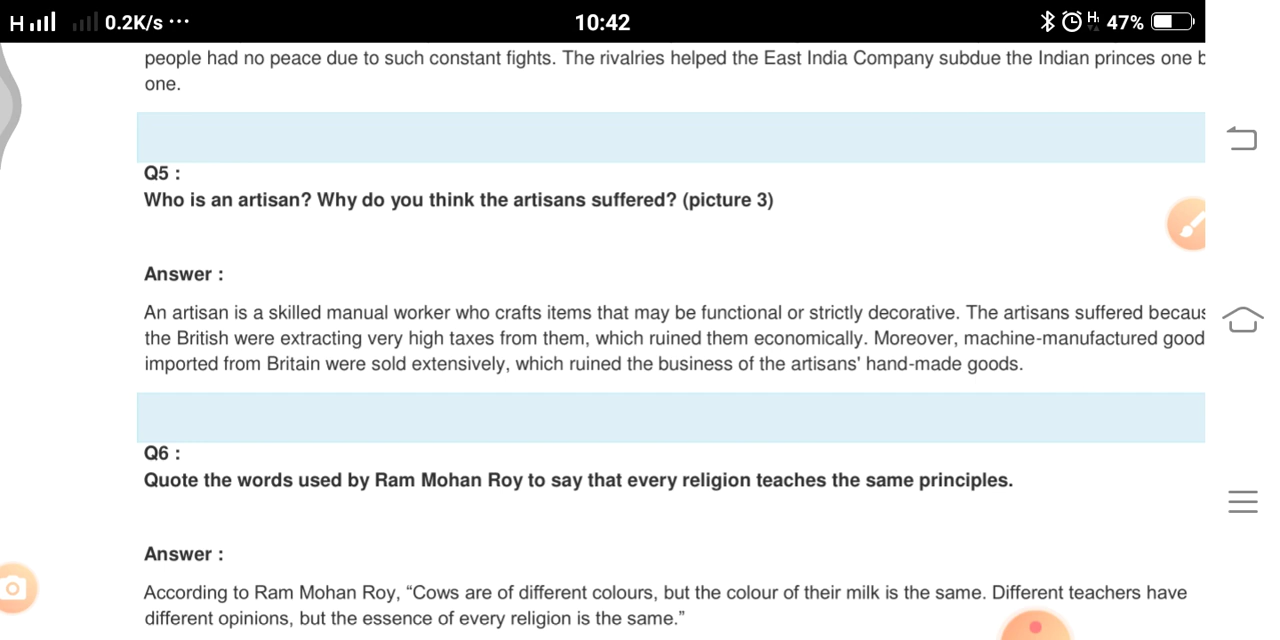 H 0.2K/s ... 10:42 H 47%
people had no peace due to such constant fights. The rivalries helped the East India Company subdue the Indian princes one
one.
Q5 :
Who is an artisan? Why do you think the artisans suffered? (picture 3)
Answer :
An artisan is a skilled manual worker who crafts items that may be functional or strictly decorative. The artisans suffered becaus
the British were extracting very high taxes from them, which ruined them economically. Moreover, machine-manufactured good
imported from Britain were sold extensively, which ruined the business of the artisans' hand-made goods.
Q6 :
Quote the words used by Ram Mohan Roy to say that every religion teaches the same principles.
Answer :
According to Ram Mohan Roy, “Cows are of different colours, but the colour of their milk is the same. Different teachers have
different opinions, but the essence of every religion is the same.”